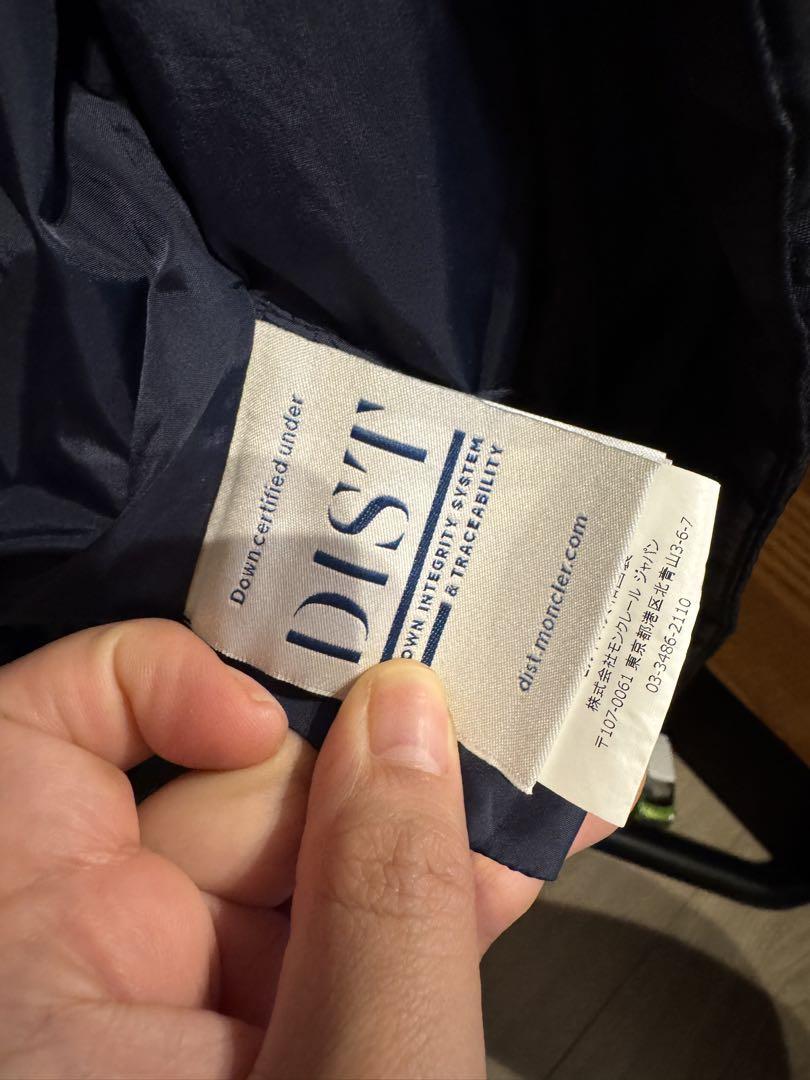 Down certified under
DIST
OWN INTEGRITY SYSTEM
& TRACEABILITY
dist.moncler.com
株式会社モンクレール ジャパン
〒107-0061 東京都港区北青山3-6-7
03-3486-2110